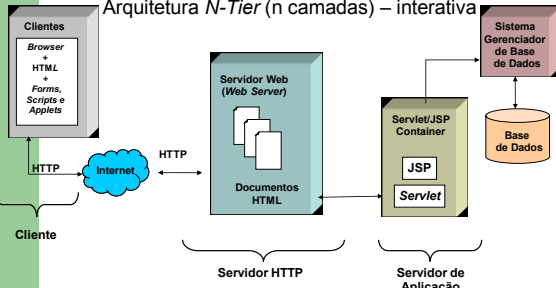 Arquitetura N-Tier (n camadas) – interativa
Clientes
Browser
+
HTML
+
Forms,
Scripts e
Applets
HTTP
Internet
HTTP
Servidor Web
(Web Server)
Documentos
HTML
Servlet/JSP
Container
JSP
Servlet
Sistema
Gerenciador
de Base
de Dados
Base
de Dados
Cliente
Servidor HTTP
Servidor de
Aplicação